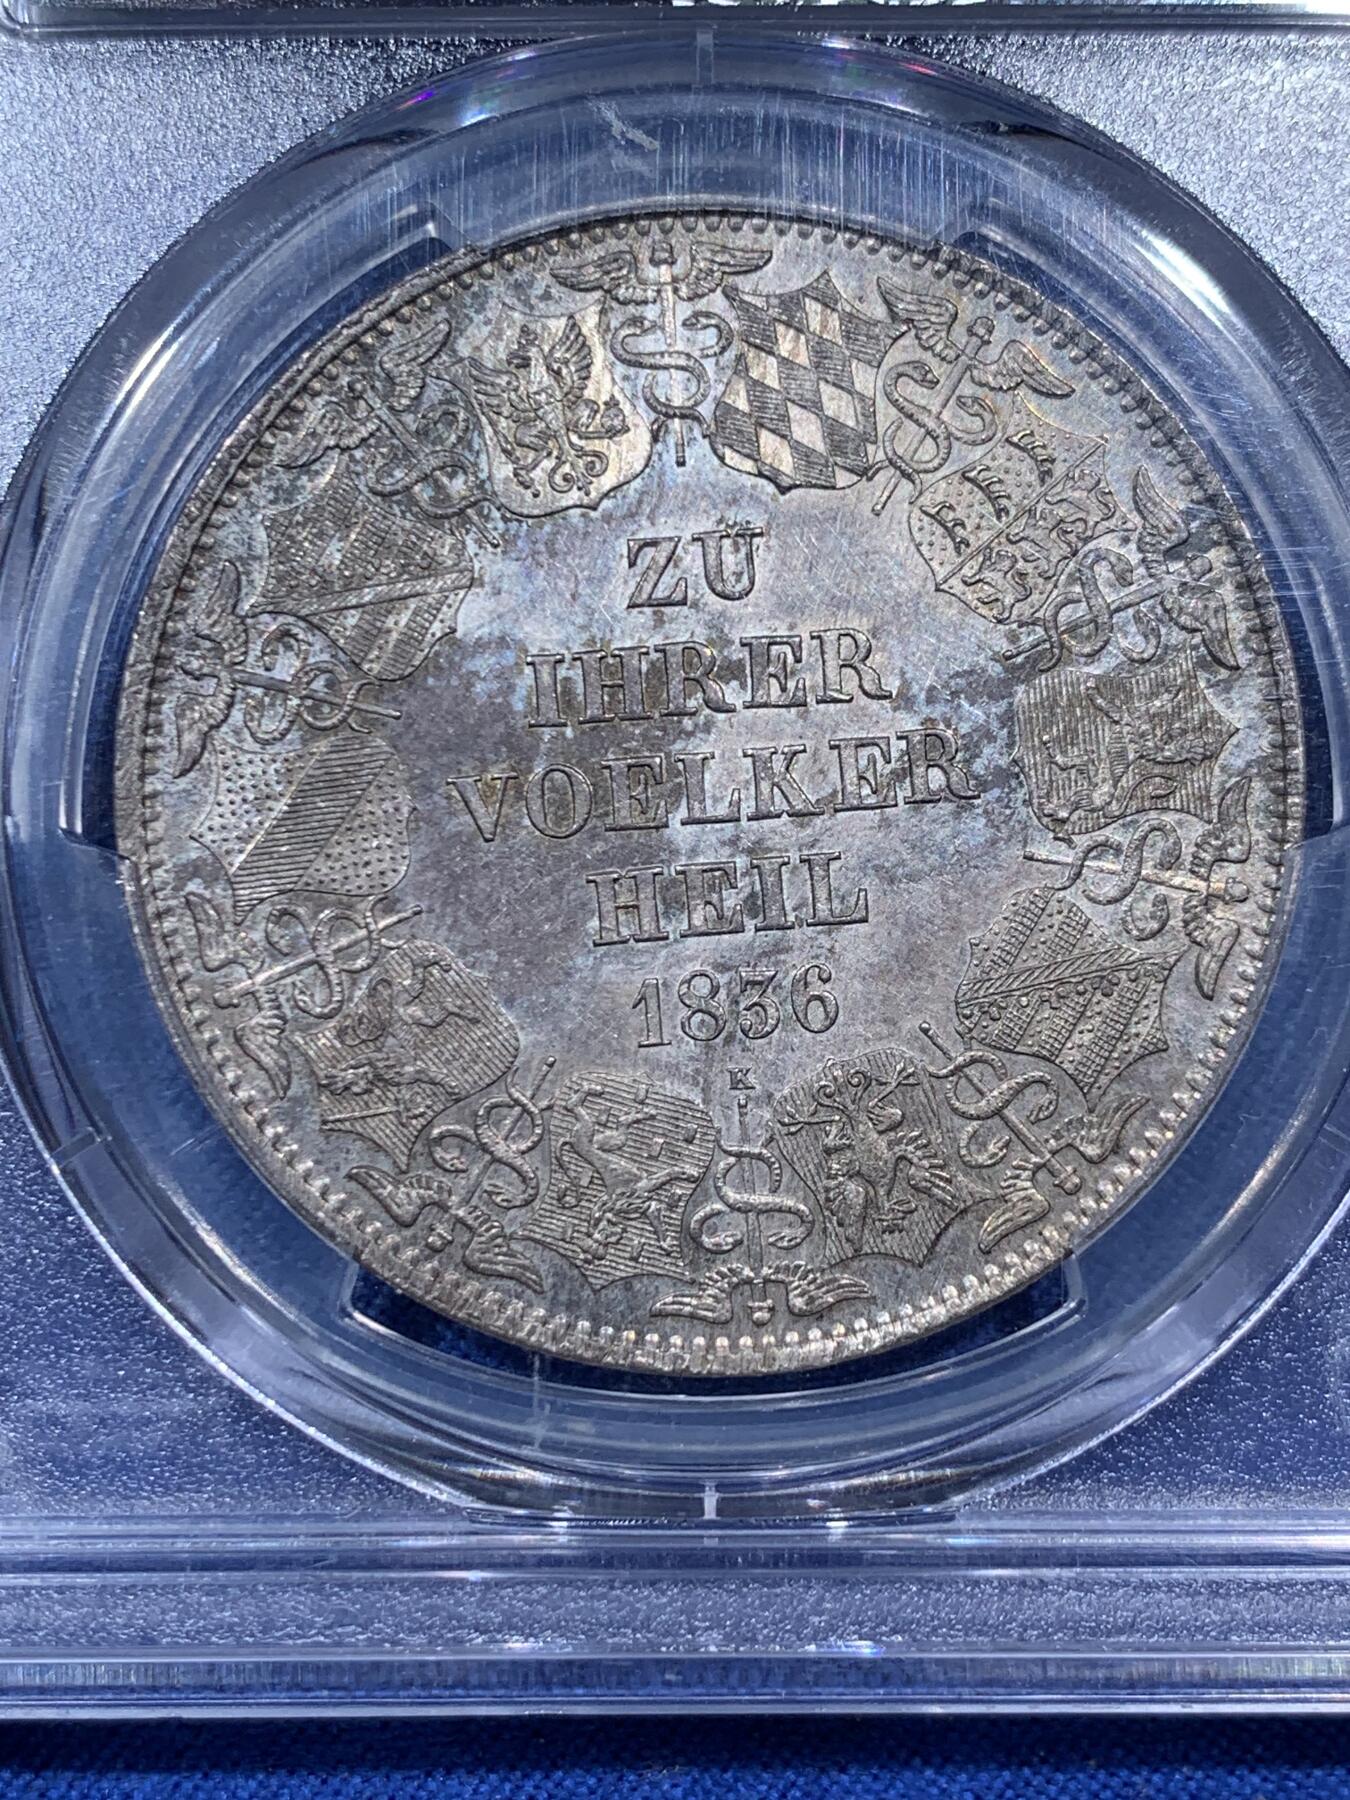 ZU
IHRER
VOELKER
HEIL
1836
K